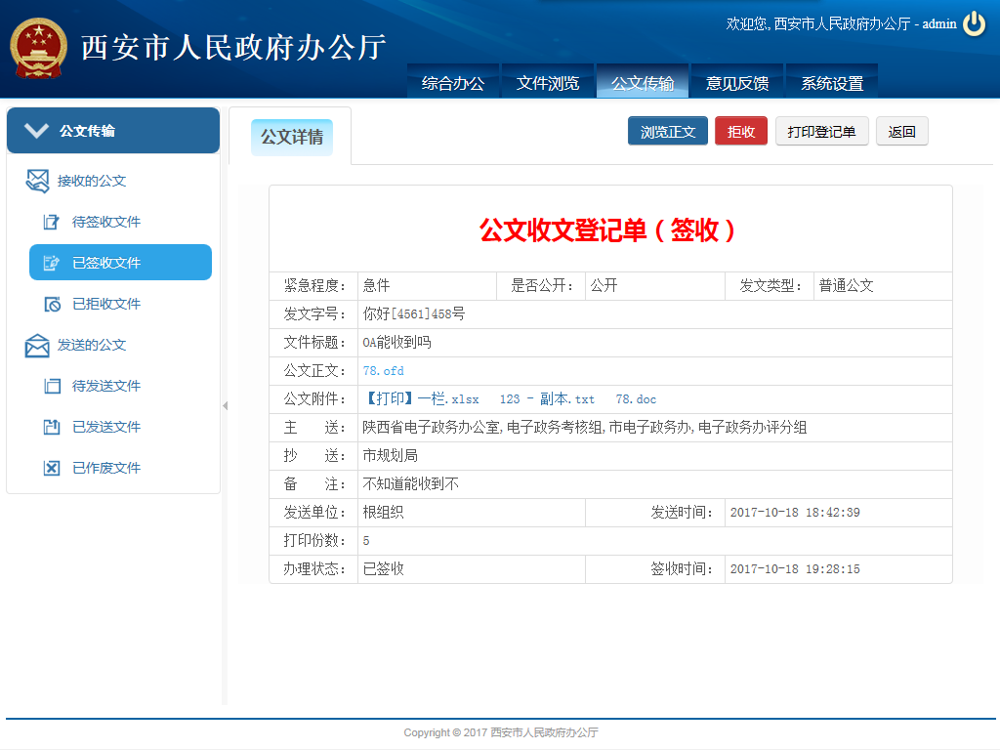 西安市人民政府办公厅
欢迎您, 西安市人民政府办公厅 - admin
综合办公 文件浏览 公文传输 意见反馈 系统设置
公文传输
接收的公文
待签收文件
已签收文件
已拒收文件
发送的公文
待发送文件
已发送文件
已作废文件
公文详情
浏览正文 拒收 打印登记单 返回
公文收文登记单（签收）
紧急程度： 急件 是否公开： 公开 发文类型： 普通公文
发文字号： 你好[4561]458号
文件标题： OA能收到吗
公文正文： 78.ofd
公文附件： 【打印】一栏.xlsx 123 - 副本.txt 78.doc
主 送： 陕西省电子政务办公室,电子政务考核组,市电子政务办,电子政务办评分组
抄 送： 市规划局
备 注： 不知道能收到不
发送单位： 根组织 发送时间： 2017-10-18 18:42:39
打印份数： 5
办理状态： 已签收 签收时间： 2017-10-18 19:28:15
Copyright © 2017 西安市人民政府办公厅